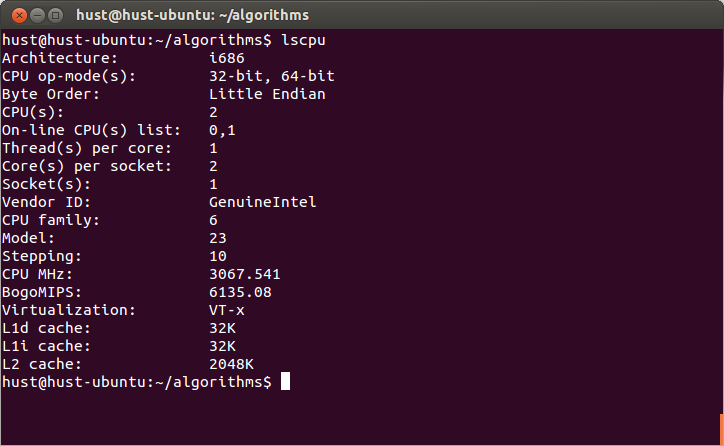 hust@hust-ubuntu: ~/algorithms
hust@hust-ubuntu:~/algorithms$ lscpu
Architecture:          i686
CPU op-mode(s):        32-bit, 64-bit
Byte Order:            Little Endian
CPU(s):                2
On-line CPU(s) list:   0,1
Thread(s) per core:    1
Core(s) per socket:    2
Socket(s):             1
Vendor ID:             GenuineIntel
CPU family:            6
Model:                 23
Stepping:              10
CPU MHz:               3067.541
BogoMIPS:              6135.08
Virtualization:        VT-x
L1d cache:             32K
L1i cache:             32K
L2 cache:              2048K
hust@hust-ubuntu:~/algorithms$